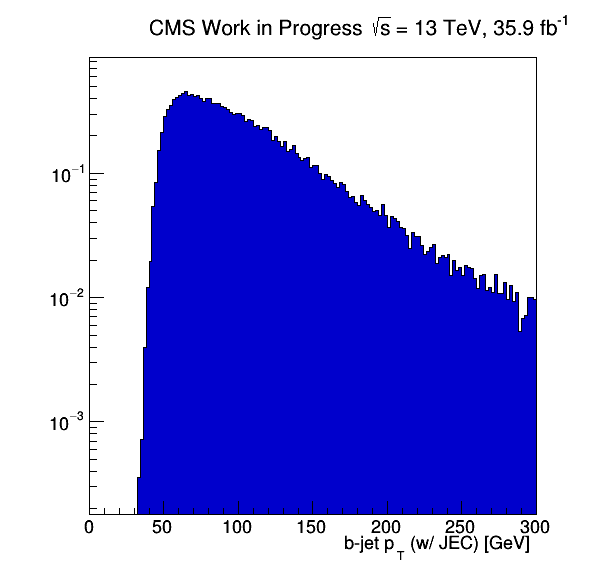 CMS Work in Progress √s = 13 TeV, 35.9 fb⁻¹
10⁻¹
10⁻²
10⁻³
0 50 100 150 200 250 300
b-jet p_T (w/ JEC) [GeV]